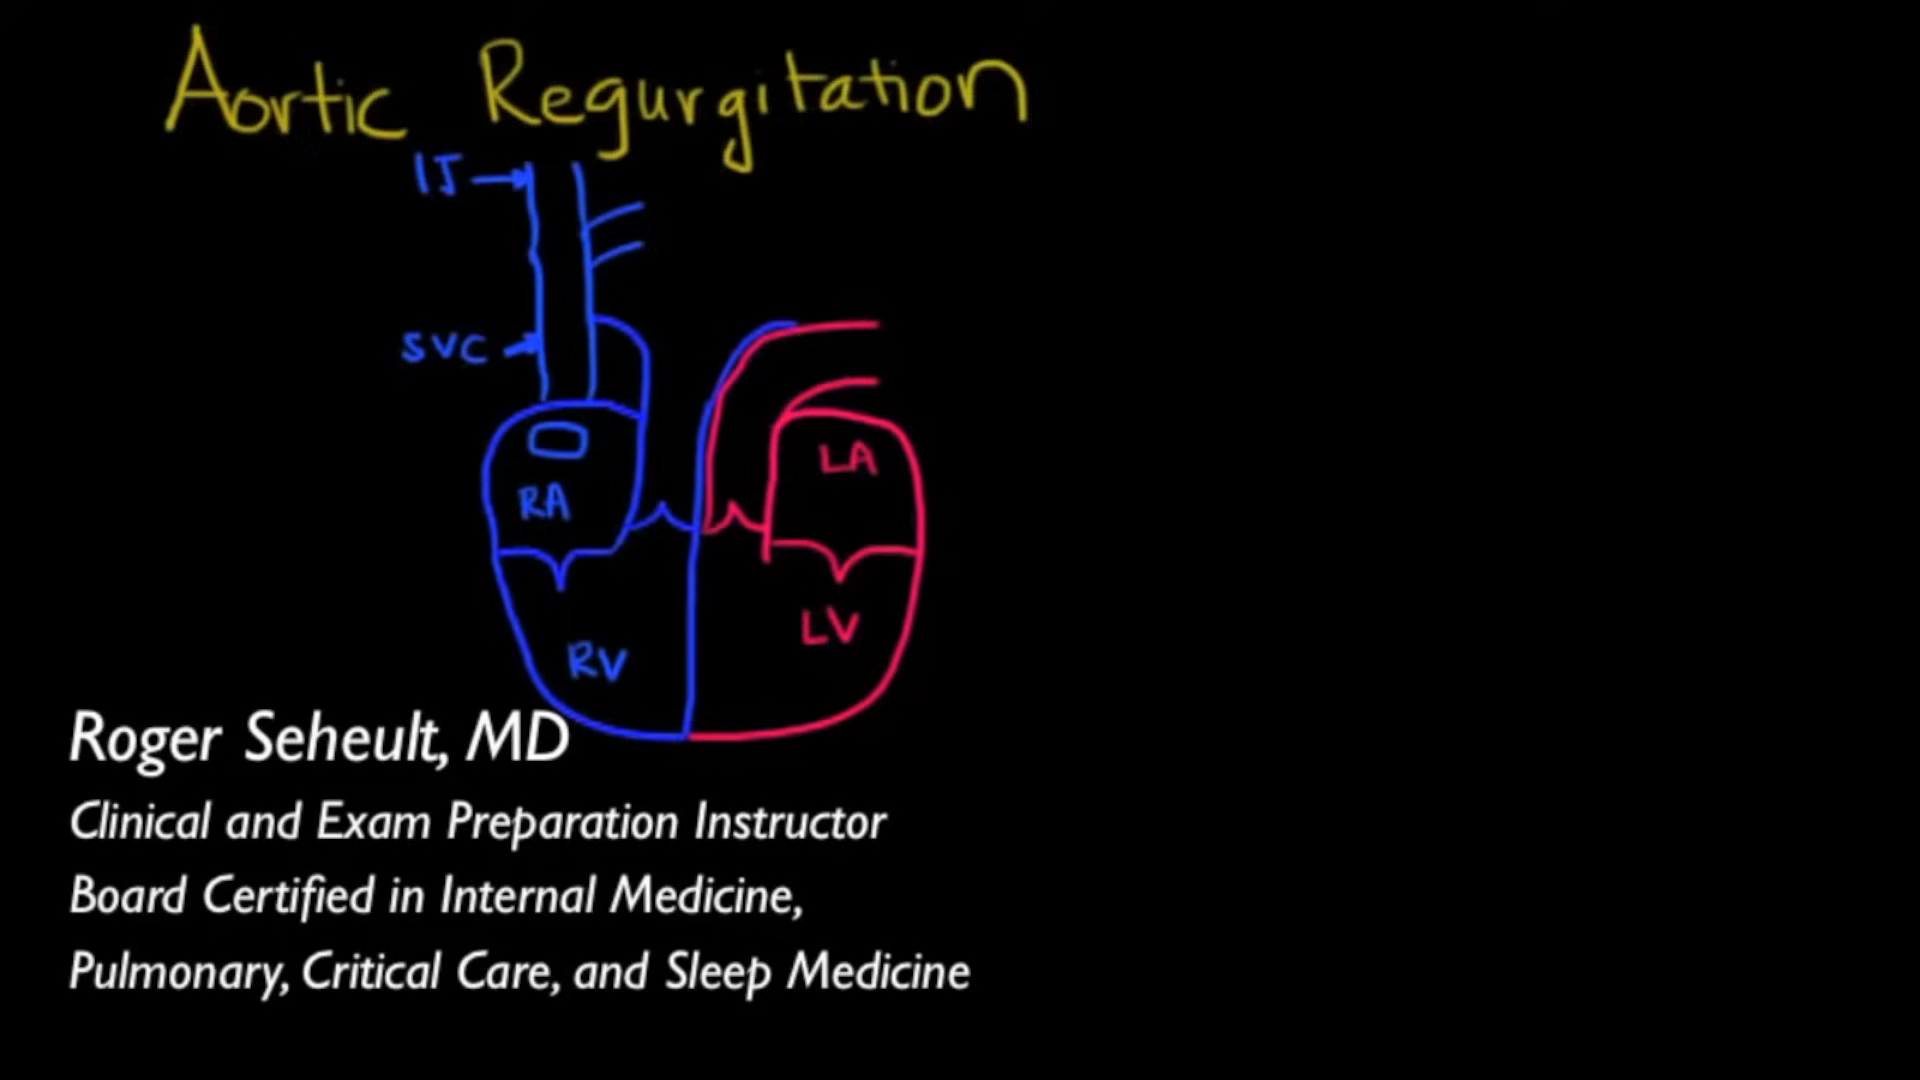 Aortic Regurgitation
IJ
SVC
LA
RA
LV
RV
Roger Seheult, MD
Clinical and Exam Preparation Instructor
Board Certified in Internal Medicine,
Pulmonary, Critical Care, and Sleep Medicine